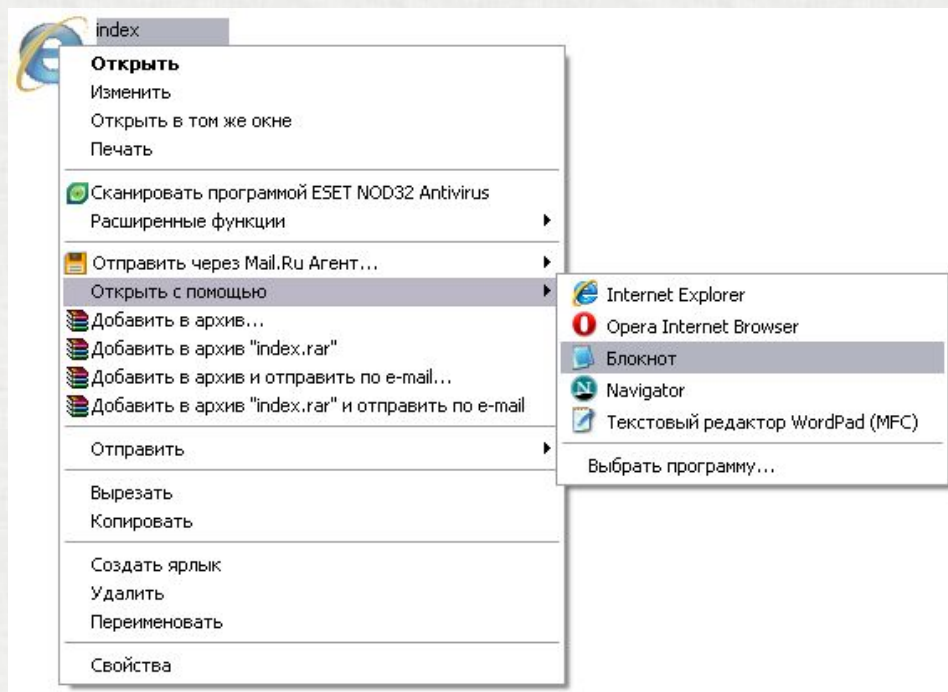 index
Открыть
Изменить
Открыть в том же окне
Печать
Сканировать программой ESET NOD32 Antivirus
Расширенные функции
Отправить через Mail.Ru Агент...
Открыть с помощью
Добавить в архив...
Добавить в архив "index.rar"
Добавить в архив и отправить по e-mail...
Добавить в архив "index.rar" и отправить по e-mail
Отправить
Вырезать
Копировать
Создать ярлык
Удалить
Переименовать
Свойства
Internet Explorer
Opera Internet Browser
Блокнот
Navigator
Текстовый редактор WordPad (MFC)
Выбрать программу...